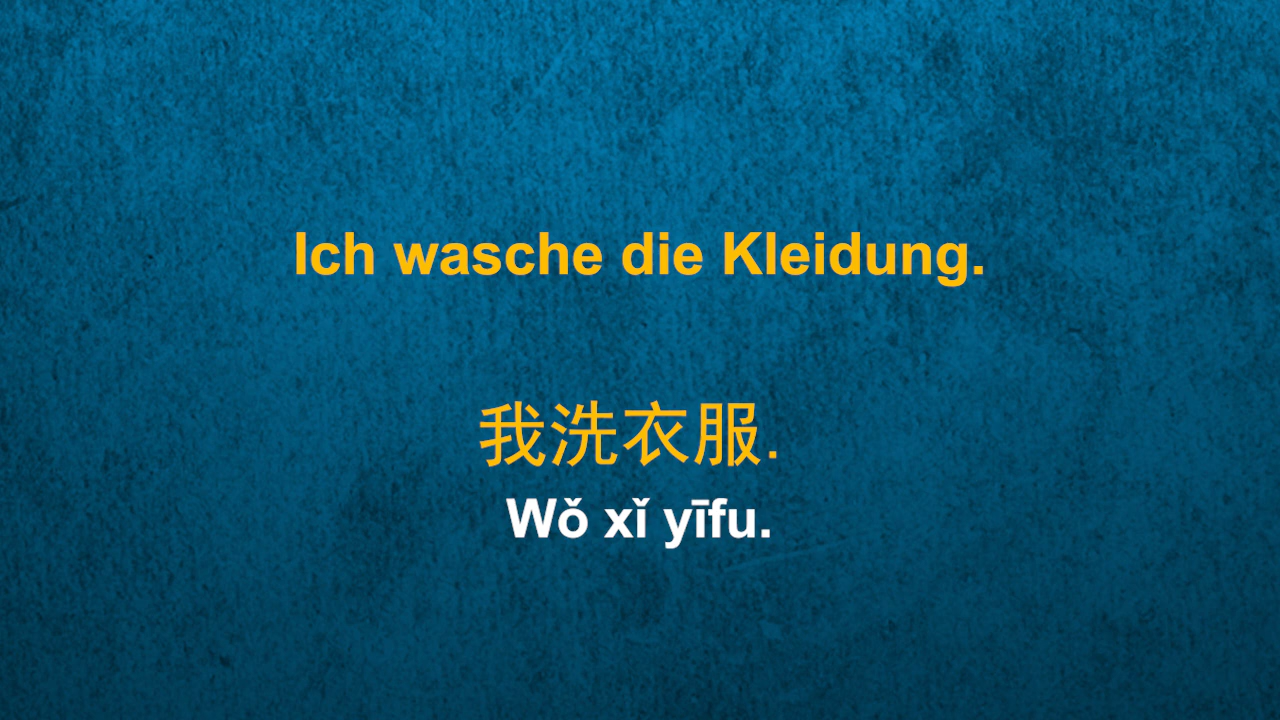 Ich wasche die Kleidung.
我洗衣服.
Wǒ xǐ yīfu.